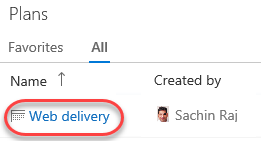 Plans
Favorites All
Name ↑ Created by
Web delivery Sachin Raj